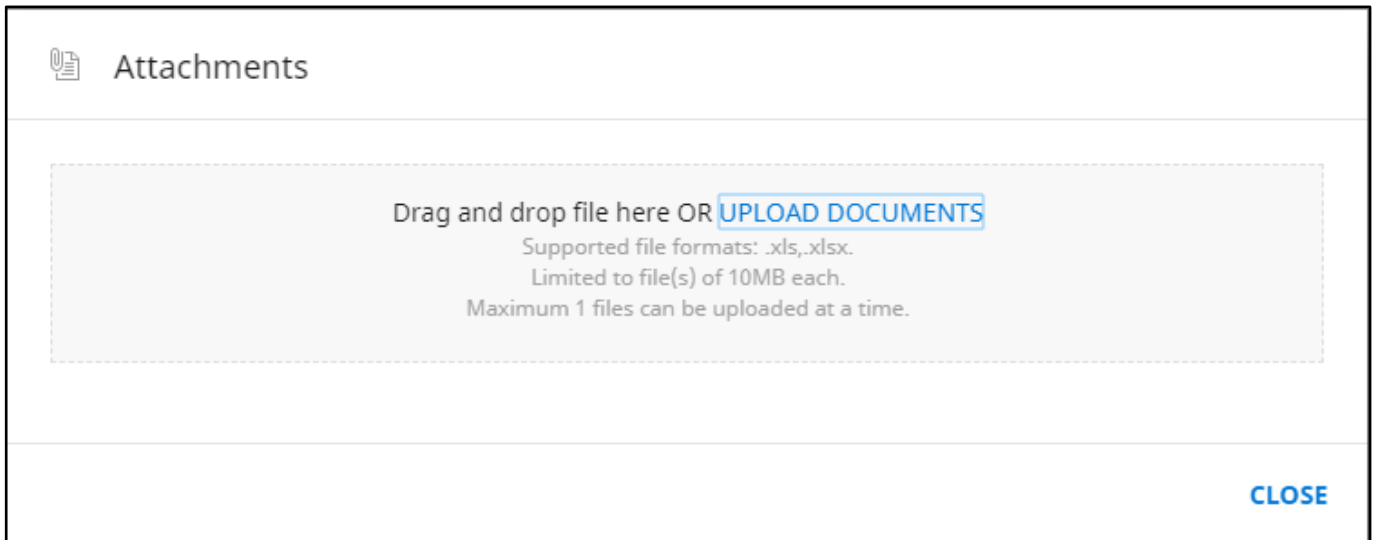 Attachments
Drag and drop file here OR UPLOAD DOCUMENTS
Supported file formats: .xls,.xlsx.
Limited to file(s) of 10MB each.
Maximum 1 files can be uploaded at a time.
CLOSE